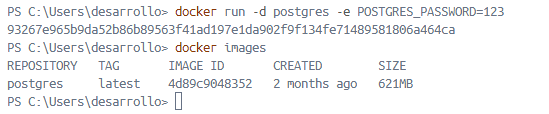 PS C:\Users\desarrollo> docker run -d postgres -e POSTGRES_PASSWORD=123
93267e965b9da52b86b89563f41ad197e1da902f9f134fe71489581806a464ca
PS C:\Users\desarrollo> docker images
REPOSITORY   TAG       IMAGE ID       CREATED        SIZE
postgres     latest    4d89c9048352   2 months ago   621MB
PS C:\Users\desarrollo>